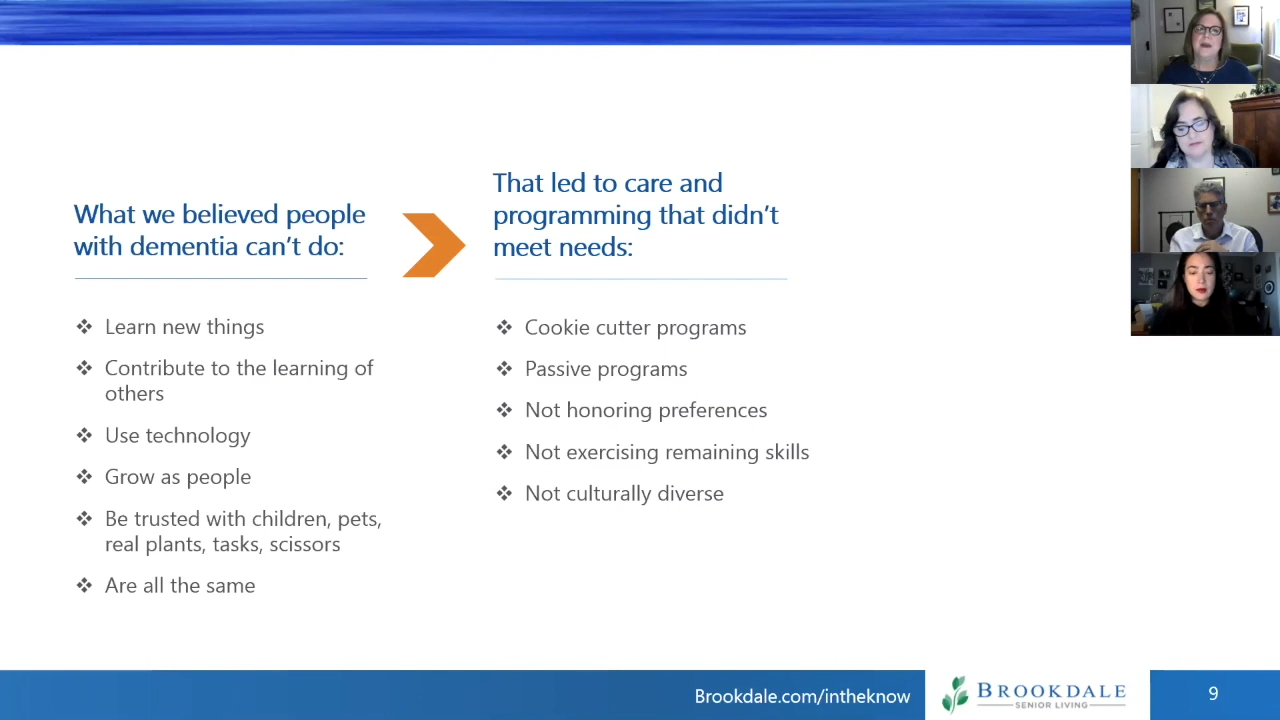 What we believed people
with dementia can't do:
❖ Learn new things
❖ Contribute to the learning of
others
❖ Use technology
❖ Grow as people
❖ Be trusted with children, pets,
real plants, tasks, scissors
❖ Are all the same
That led to care and
programming that didn't
meet needs:
❖ Cookie cutter programs
❖ Passive programs
❖ Not honoring preferences
❖ Not exercising remaining skills
❖ Not culturally diverse
Brookdale.com/intheknow
BROOKDALE
SENIOR LIVING
9